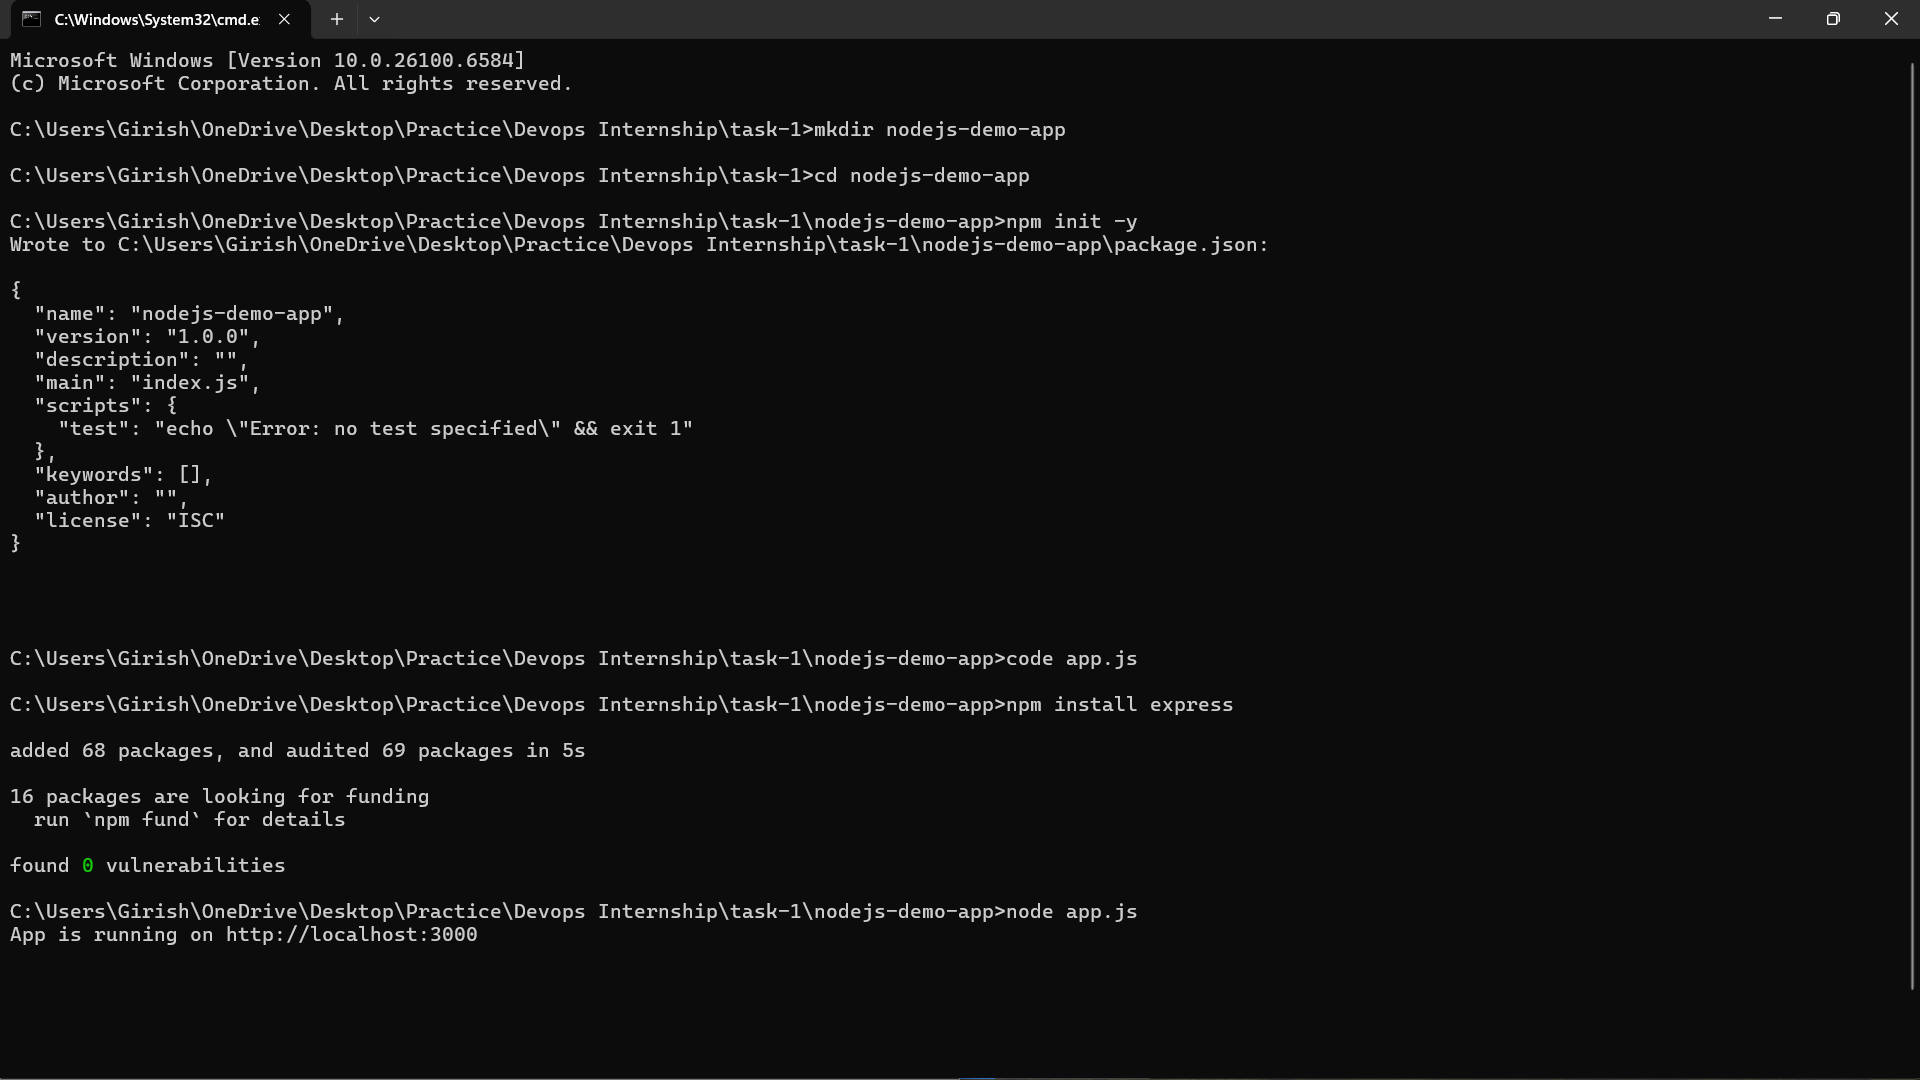 C:\Windows\System32\cmd.e
Microsoft Windows [Version 10.0.26100.6584]
(c) Microsoft Corporation. All rights reserved.
C:\Users\Girish\OneDrive\Desktop\Practice\Devops Internship\task-1>mkdir nodejs-demo-app
C:\Users\Girish\OneDrive\Desktop\Practice\Devops Internship\task-1>cd nodejs-demo-app
C:\Users\Girish\OneDrive\Desktop\Practice\Devops Internship\task-1\nodejs-demo-app>npm init -y
Wrote to C:\Users\Girish\OneDrive\Desktop\Practice\Devops Internship\task-1\nodejs-demo-app\package.json:
{
  "name": "nodejs-demo-app",
  "version": "1.0.0",
  "description": "",
  "main": "index.js",
  "scripts": {
    "test": "echo \"Error: no test specified\" && exit 1"
  },
  "keywords": [],
  "author": "",
  "license": "ISC"
}
C:\Users\Girish\OneDrive\Desktop\Practice\Devops Internship\task-1\nodejs-demo-app>code app.js
C:\Users\Girish\OneDrive\Desktop\Practice\Devops Internship\task-1\nodejs-demo-app>npm install express
added 68 packages, and audited 69 packages in 5s
16 packages are looking for funding
  run `npm fund` for details
found 0 vulnerabilities
C:\Users\Girish\OneDrive\Desktop\Practice\Devops Internship\task-1\nodejs-demo-app>node app.js
App is running on http://localhost:3000